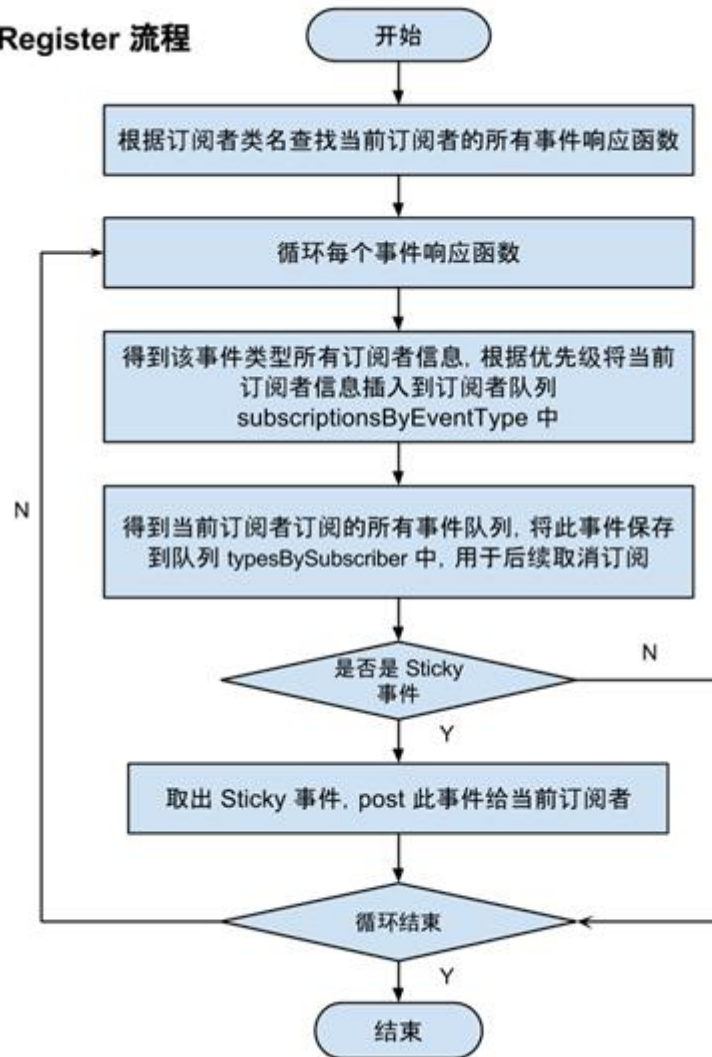 Register 流程
开始
根据订阅者类名查找当前订阅者的所有事件响应函数
循环每个事件响应函数
得到该事件类型所有订阅者信息, 根据优先级将当前
订阅者信息插入到订阅者队列
subscriptionsByEventType 中
N
得到当前订阅者订阅的所有事件队列, 将此事件保存
到队列 typesBySubscriber 中, 用于后续取消订阅
是否是 Sticky
事件
N
Y
取出 Sticky 事件, post 此事件给当前订阅者
循环结束
Y
结束